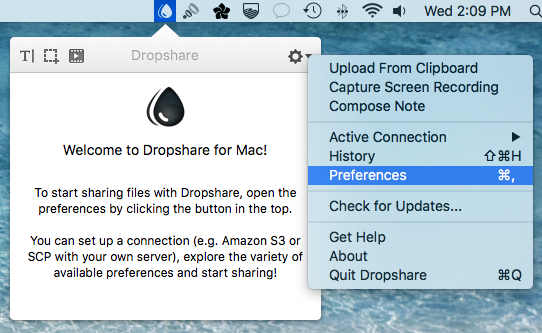 Wed 2:09 PM
T Dropshare
Upload From Clipboard
Capture Screen Recording
Compose Note
Active Connection ▶
History ⇧⌘H
Preferences ⌘,
Check for Updates...
Get Help
About
Quit Dropshare ⌘Q
Welcome to Dropshare for Mac!
To start sharing files with Dropshare, open the
preferences by clicking the button in the top.
You can set up a connection (e.g. Amazon S3 or
SCP with your own server), explore the variety of
available preferences and start sharing!